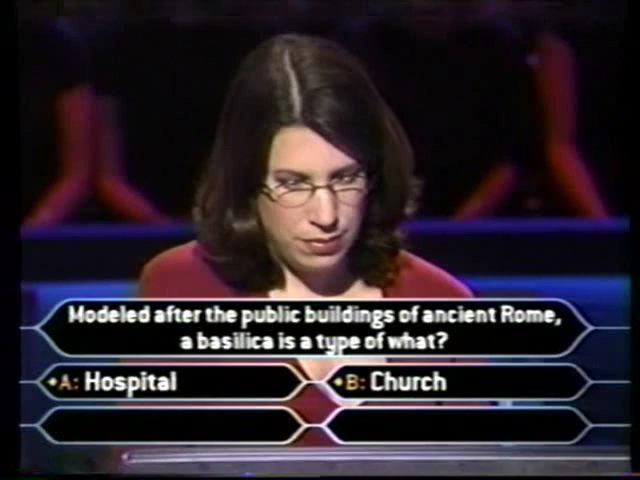 Modeled after the public buildings of ancient Rome,
a basilica is a type of what?
A: Hospital
B: Church